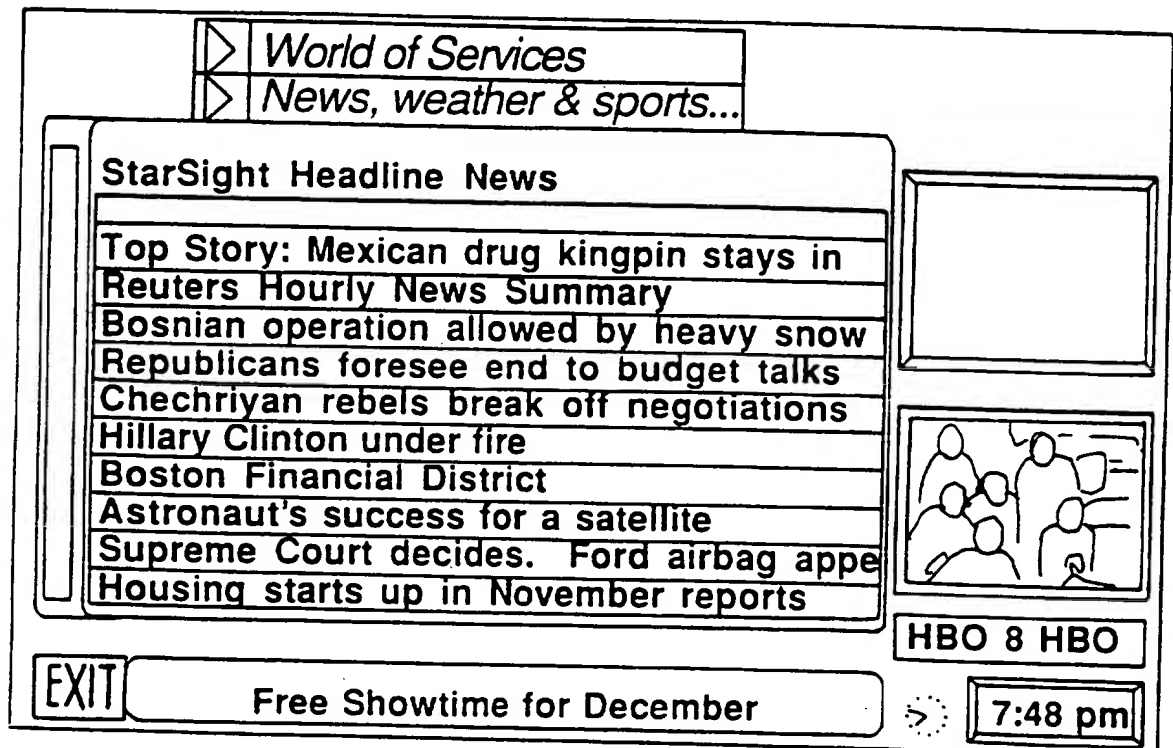 World of Services
News, weather & sports...
StarSight Headline News
Top Story: Mexican drug kingpin stays in
Reuters Hourly News Summary
Bosnian operation allowed by heavy snow
Republicans foresee end to budget talks
Chechriyan rebels break off negotiations
Hillary Clinton under fire
Boston Financial District
Astronaut's success for a satellite
Supreme Court decides. Ford airbag appe
Housing starts up in November reports
HBO 8 HBO
EXIT
Free Showtime for December
7:48 pm